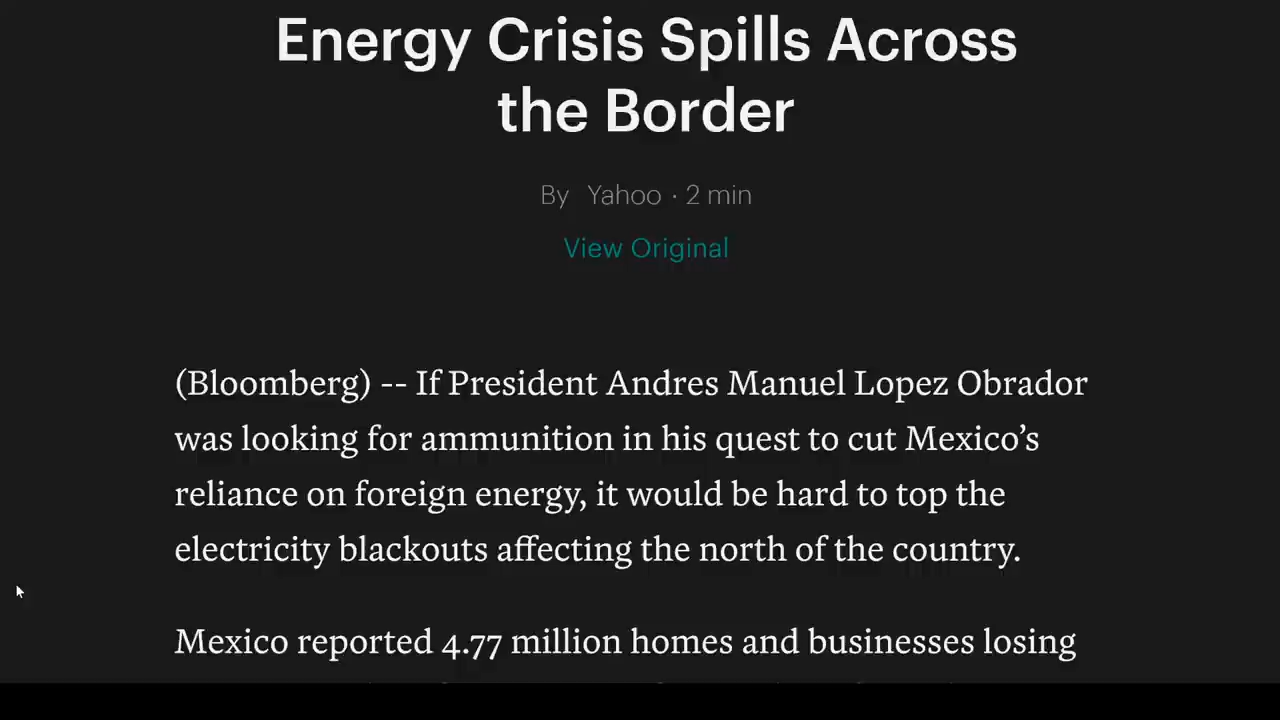 Energy Crisis Spills Across
the Border
By Yahoo · 2 min
View Original
(Bloomberg) -- If President Andres Manuel Lopez Obrador
was looking for ammunition in his quest to cut Mexico’s
reliance on foreign energy, it would be hard to top the
electricity blackouts affecting the north of the country.
Mexico reported 4.77 million homes and businesses losing